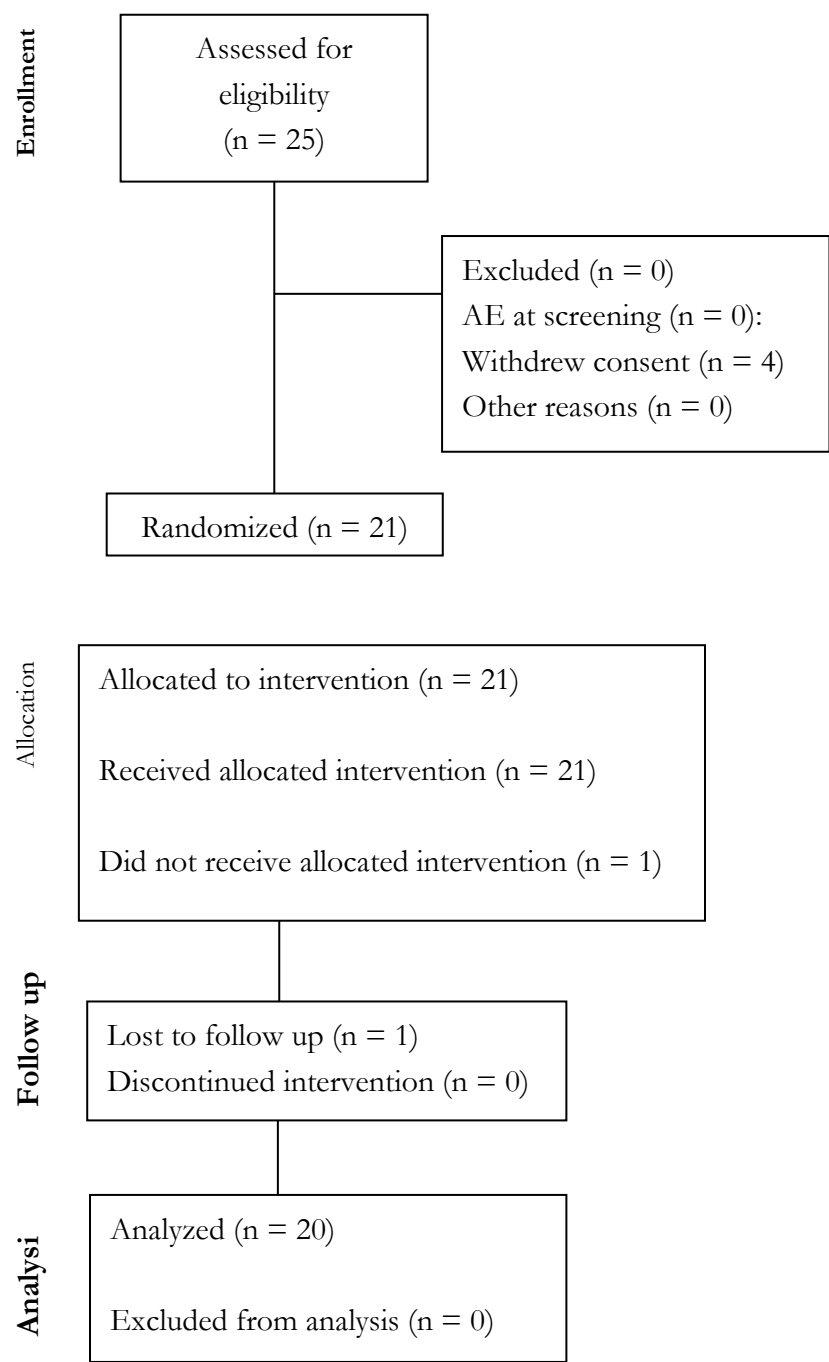 Enrollment
Assessed for
eligibility
(n = 25)
Excluded (n = 0)
AE at screening (n = 0):
Withdrew consent (n = 4)
Other reasons (n = 0)
Randomized (n = 21)
Allocation
Allocated to intervention (n = 21)
Received allocated intervention (n = 21)
Did not receive allocated intervention (n = 1)
Follow up
Lost to follow up (n = 1)
Discontinued intervention (n = 0)
Analysi
Analyzed (n = 20)
Excluded from analysis (n = 0)